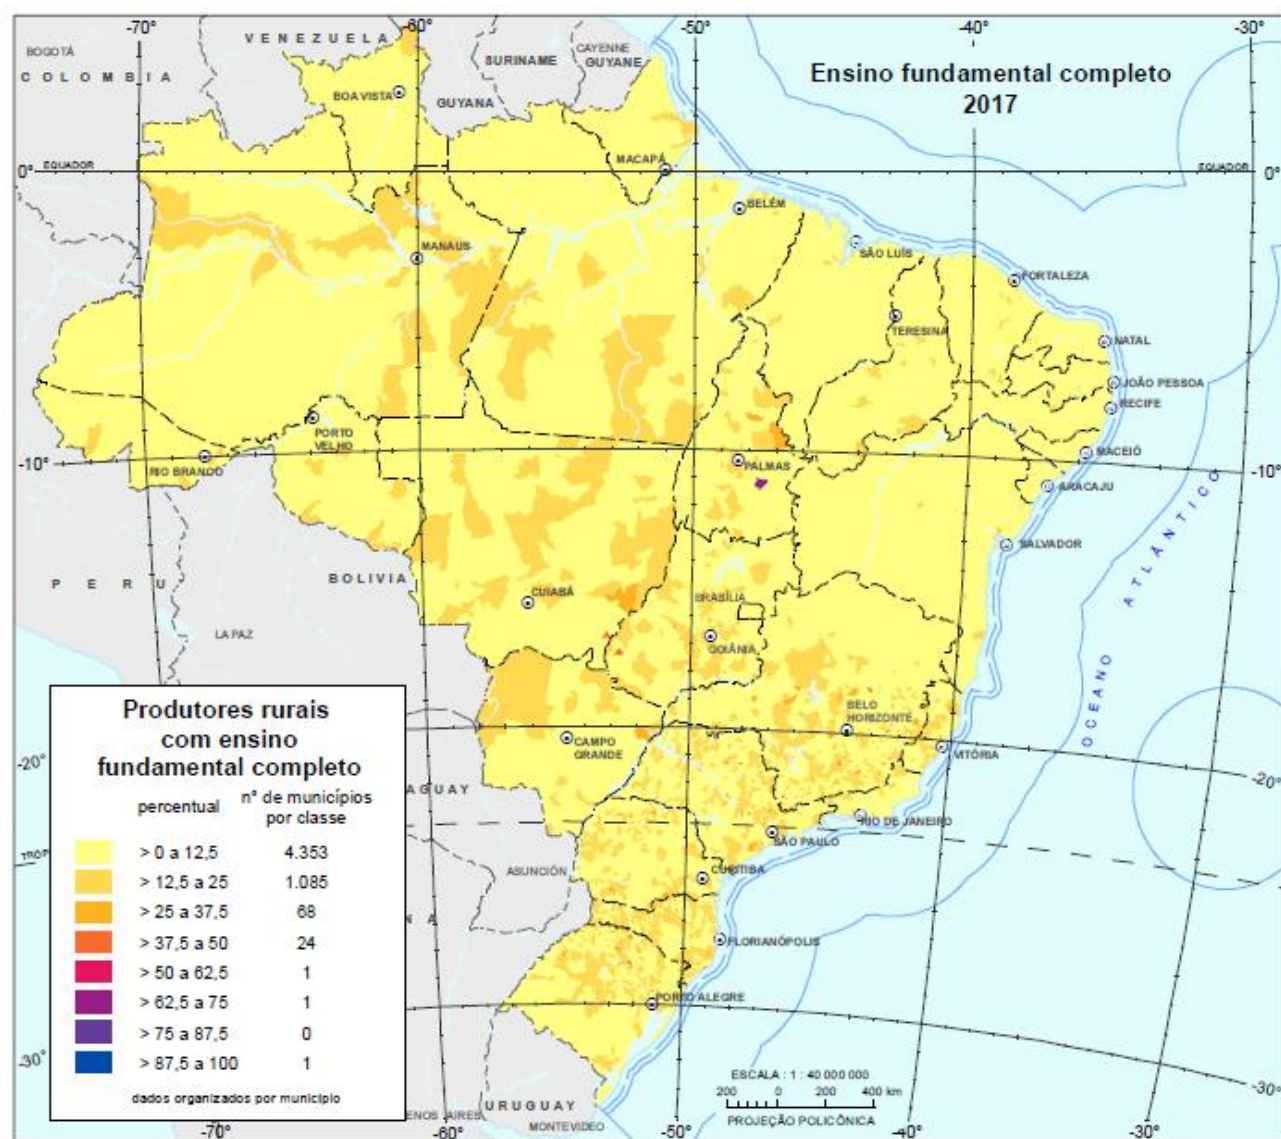 -70°
-60°
-50°
-40°
-30°
BOGOTÁ
VENEZUELA
COLOMBIA
SURINAME
CAYENNE
GUYANE
Ensino fundamental completo
2017
BOA VISTA
GUYANA
MACAPÁ
0°
EQUADOR
EQUADOR
0°
BELÉM
MANAUS
SÃO LUÍS
FORTALEZA
TERESINA
NATAL
JOÃO PESSOA
RECIFE
PORTO
VELHO
MACEIÓ
-10°
RIO BRANCO
PALMAS
ARACAJU
-10°
SALVADOR
OCEANO ATLÂNTICO
PERU
BOLIVIA
CUIABÁ
BRASÍLIA
LA PAZ
GOIÂNIA
Produtores rurais
com ensino
fundamental completo
percentual
n° de municípios
por classe
> 0 a 12,5 4.353
> 12,5 a 25 1.085
> 25 a 37,5 68
> 37,5 a 50 24
> 50 a 62,5 1
> 62,5 a 75 1
> 75 a 87,5 0
> 87,5 a 100 1
dados organizados por município
BELO
HORIZONTE
CAMPO
GRANDE
VITÓRIA
-20°
-20°
AGUAY
RIO DE JANEIRO
SÃO PAULO
ASUNCIÓN
CURITIBA
N A
FLORIANÓPOLIS
PORTO ALEGRE
-30°
-30°
ESCALA : 1 : 40 000 000
200 0 200 400 km
PROJEÇÃO POLICÔNICA
ENOS AIRES
URUGUAY
MONTEVIDEO
-70°
-60°
-50°
-40°
-30°